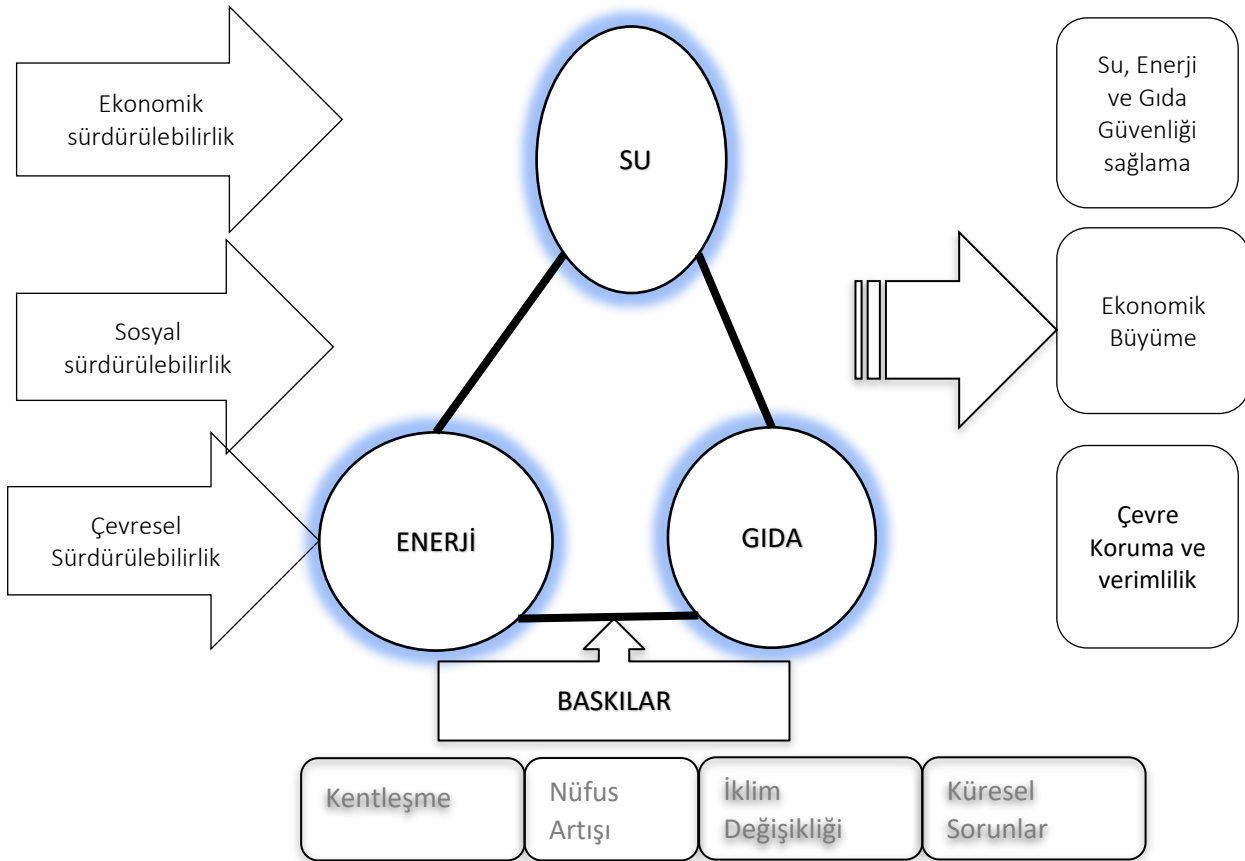 Ekonomik
sürdürülebilirlik
Sosyal
sürdürülebilirlik
Çevresel
Sürdürülebilirlik
SU
ENERJİ
GIDA
BASKILAR
Kentleşme
Nüfus
Artışı
İklim
Değişikliği
Küresel
Sorunlar
Su, Enerji
ve Gıda
Güvenliği
sağlama
Ekonomik
Büyüme
Çevre
Koruma ve
verimlilik